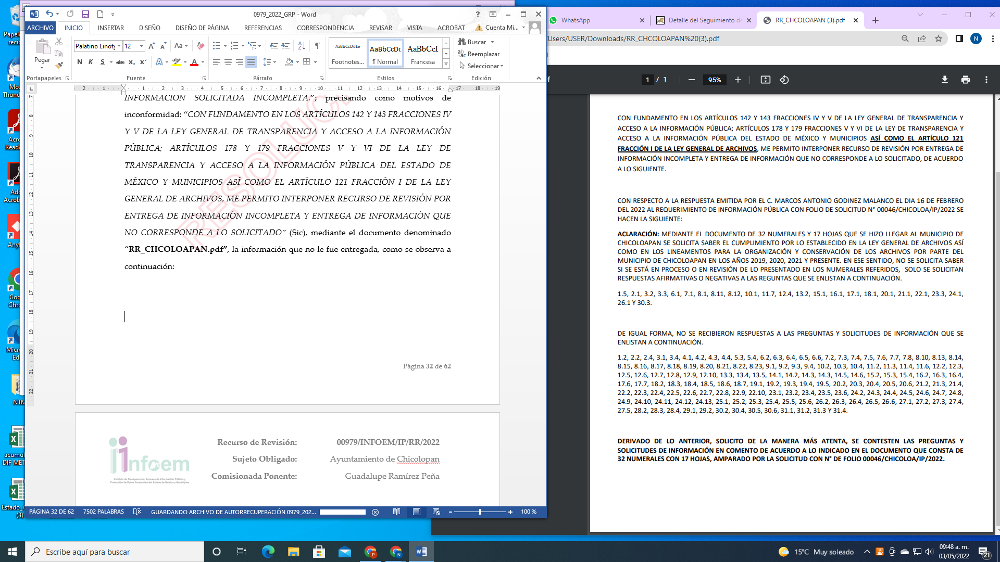 0979_2022_GRP - Word
ARCHIVO INICIO INSERTAR DISEÑO DISEÑO DE PÁGINA REFERENCIAS CORRESPONDENCIA REVISAR VISTA ACROBAT Cuenta Mi...
Pegar
Palatino Linoty 12
Aa
N K S abc x₂ x²
AaBbCcDdEe AaBbCcDc AaBbCcI
Footnotes... ¶ Normal Francesa
Buscar
Reemplazar
Seleccionar
Portapapeles Fuente Párrafo Estilos Edición
INFORMACIÓN SOLICITADA INCOMPLETA.”; precisando como motivos de
inconformidad: “CON FUNDAMENTO EN LOS ARTÍCULOS 142 Y 143 FRACCIONES IV
Y V DE LA LEY GENERAL DE TRANSPARENCIA Y ACCESO A LA INFORMACIÓN
PÚBLICA; ARTÍCULOS 178 Y 179 FRACCIONES V Y VI DE LA LEY DE
TRANSPARENCIA Y ACCESO A LA INFORMACIÓN PÚBLICA DEL ESTADO DE
MÉXICO Y MUNICIPIOS ASÍ COMO EL ARTÍCULO 121 FRACCIÓN I DE LA LEY
GENERAL DE ARCHIVOS, ME PERMITO INTERPONER RECURSO DE REVISIÓN POR
ENTREGA DE INFORMACIÓN INCOMPLETA Y ENTREGA DE INFORMACIÓN QUE
NO CORRESPONDE A LO SOLICITADO” (Sic), mediante el documento denominado
“RR_CHCOLOAPAN.pdf”, la información que no le fue entregada, como se observa a
continuación:
RESOLUC
Página 32 de 62
infoem
Instituto de Transparencia, Acceso a la Información Pública y
Protección de Datos Personales del Estado de México y Municipios
Recurso de Revisión: 00979/INFOEM/IP/RR/2022
Sujeto Obligado: Ayuntamiento de Chicolopan
Comisionada Ponente: Guadalupe Ramírez Peña
PÁGINA 32 DE 62 7502 PALABRAS GUARDANDO ARCHIVO DE AUTORRECUPERACIÓN 0979_202... 100 %
WhatsApp Detalle del Seguimiento de RR_CHCOLOAPAN (3).pdf
/Users/USER/Downloads/RR_CHCOLOAPAN%20(3).pdf N
1 / 1 95%
CON FUNDAMENTO EN LOS ARTÍCULOS 142 Y 143 FRACCIONES IV Y V DE LA LEY GENERAL DE TRANSPARENCIA Y
ACCESO A LA INFORMACIÓN PÚBLICA; ARTÍCULOS 178 Y 179 FRACCIONES V Y VI DE LA LEY DE TRANSPARENCIA Y
ACCESO A LA INFORMACIÓN PÚBLICA DEL ESTADO DE MÉXICO Y MUNICIPIOS ASÍ COMO EL ARTÍCULO 121
FRACCIÓN I DE LA LEY GENERAL DE ARCHIVOS, ME PERMITO INTERPONER RECURSO DE REVISIÓN POR ENTREGA DE
INFORMACIÓN INCOMPLETA Y ENTREGA DE INFORMACIÓN QUE NO CORRESPONDE A LO SOLICITADO, DE ACUERDO
A LO SIGUIENTE.
CON RESPECTO A LA RESPUESTA EMITIDA POR EL C. MARCOS ANTONIO GODINEZ MALANCO EL DIA 16 DE FEBRERO
DEL 2022 AL REQUERIMIENTO DE INFORMACIÓN PÚBLICA CON FOLIO DE SOLICITUD N° 00046/CHICOLOA/IP/2022 SE
HACEN LA SIGUIENTE:
ACLARACIÓN: MEDIANTE EL DOCUMENTO DE 32 NUMERALES Y 17 HOJAS QUE SE HIZO LLEGAR AL MUNICIPIO DE
CHICOLOAPAN SE SOLICITA SABER EL CUMPLIMIENTO POR LO ESTABLECIDO EN LA LEY GENERAL DE ARCHIVOS ASÍ
COMO EN LOS LINEAMENTOS PARA LA ORGANIZACIÓN Y CONSERVACIÓN DE LOS ARCHIVOS POR PARTE DEL
MUNICIPIO DE CHICOLOAPAN EN LOS AÑOS 2019, 2020, 2021 Y PRESENTE. EN ESE SENTIDO, NO SE SOLICITA SABER
SI SE ESTÁ EN PROCESO O EN REVISIÓN DE LO PRESENTADO EN LOS NUMERALES REFERIDOS, SOLO SE SOLICITAN
RESPUESTAS AFIRMATIVAS O NEGATIVAS A LAS REGUNTAS QUE SE ENLISTAN A CONTINUACIÓN.
1.5, 2.1, 3.2, 3.3, 6.1, 7.1, 8.1, 8.11, 8.12, 10.1, 11.7, 12.4, 13.2, 15.1, 16.1, 17.1, 18.1, 20.1, 21.1, 22.1, 23.3, 24.1,
26.1 Y 30.3.
DE IGUAL FORMA, NO SE RECIBIERON RESPUESTAS A LAS PREGUNTAS Y SOLICITUDES DE INFORMACIÓN QUE SE
ENLISTAN A CONTINUACIÓN.
1.2, 2.2, 2.4, 3.1, 3.4, 4.1, 4.2, 4.3, 4.4, 5.3, 5.4, 6.2, 6.3, 6.4, 6.5, 6.6, 7.2, 7.3, 7.4, 7.5, 7.6, 7.7, 7.8, 8.10, 8.13, 8.14,
8.15, 8.16, 8.17, 8.18, 8.19, 8.20, 8.21, 8.22, 8.23, 9.1, 9.2, 9.3, 9.4, 10.2, 10.3, 10.4, 11.2, 11.3, 11.4, 11.6, 12.2, 12.3,
12.5, 12.6, 12.7, 12.8, 12.9, 12.10, 13.3, 13.4, 13.5, 14.1, 14.2, 14.3, 14.3, 14.5, 14.6, 15.2, 15.3, 15.4, 16.2, 16.3, 16.4,
17.6, 17.7, 18.2, 18.3, 18.4, 18.5, 18.6, 18.7, 19.1, 19.2, 19.3, 19.4, 19.5, 20.2, 20.3, 20.4, 20.5, 20.6, 21.2, 21.3, 21.4,
22.2, 22.3, 22.4, 22.5, 22.6, 22.7, 22.8, 22.9, 22.10, 23.1, 23.2, 23.4, 23.5, 23.6, 24.2, 24.3, 24.4, 24.5, 24.6, 24.7, 24.8,
24.9, 24.10, 24.11, 24.12, 24.13, 25.1, 25.2, 25.3, 25.4, 25.5, 25.6, 26.2, 26.3, 26.4, 26.5, 26.6, 27.1, 27.2, 27.3, 27.4,
27.5, 28.2, 28.3, 28.4, 29.1, 29.2, 30.2, 30.4, 30.5, 30.6, 31.1, 31.2, 31.3 Y 31.4.
DERIVADO DE LO ANTERIOR, SOLICITO DE LA MANERA MÁS ATENTA, SE CONTESTEN LAS PREGUNTAS Y
SOLICITUDES DE INFORMACIÓN EN COMENTO DE ACUERDO A LO INDICADO EN EL DOCUMENTO QUE CONSTA DE
32 NUMERALES CON 17 HOJAS, AMPARADO POR LA SOLICITUD CON N° DE FOLIO 00046/CHICOLOA/IP/2022.
Escribe aquí para buscar
15°C Muy soleado
09:48 a. m.
03/05/2022
21